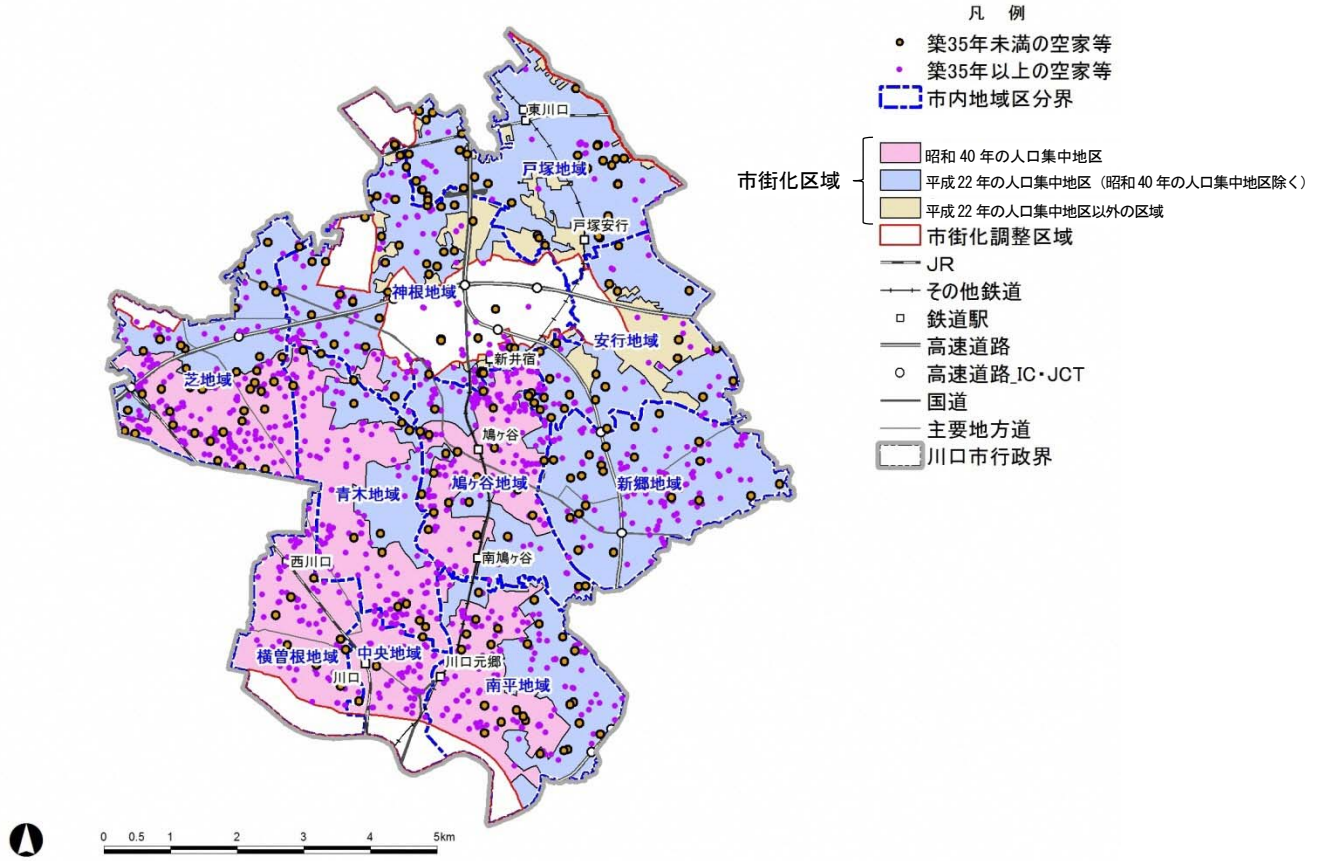 凡 例
築35年未満の空家等
築35年以上の空家等
市内地域区分界
市街化区域
昭和 40 年の人口集中地区
平成 22 年の人口集中地区（昭和 40 年の人口集中地区除く）
平成 22 年の人口集中地区以外の区域
市街化調整区域
JR
その他鉄道
鉄道駅
高速道路
高速道路_IC・JCT
国道
主要地方道
川口市行政界
東川口
戸塚地域
戸塚安行
神根地域
安行地域
新井宿
芝地域
鳩ヶ谷
鳩ヶ谷地域
新郷地域
青木地域
南鳩ヶ谷
西川口
横曽根地域
中央地域
川口元郷
川口
南平地域
0 0.5 1 2 3 4 5km